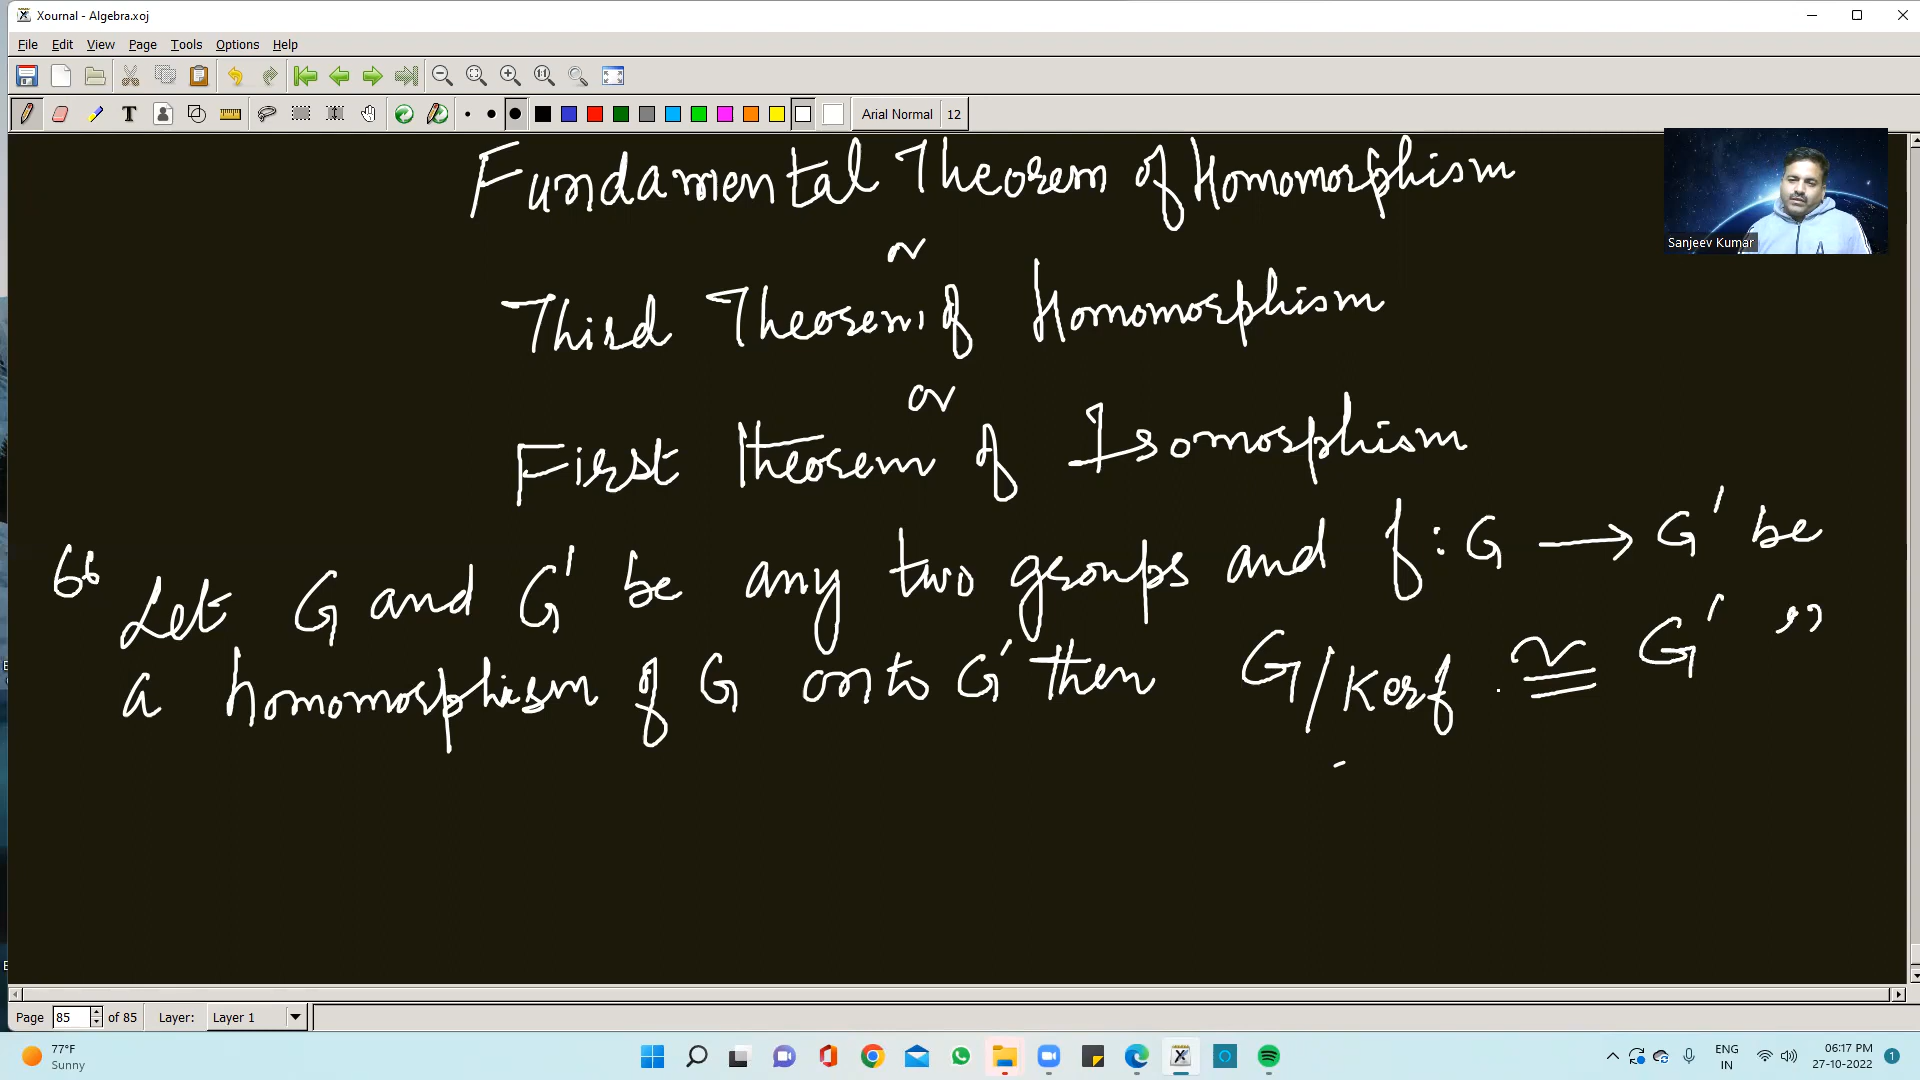 Xournal - Algebra.xoj
File Edit View Page Tools Options Help
Arial Normal 12
Fundamental Theorem of Homomorphism
or
Third Theorem of Homomorphism
or
First Theorem of Isomorphism
“ Let G and G' be any two groups and f : G ⟶ G' be
a homomorphism of G onto G' then G/Kerf ≅ G' ”
Sanjeev Kumar
Page 85 of 85 Layer: Layer 1
77°F
Sunny
ENG
IN
06:17 PM
27-10-2022
1